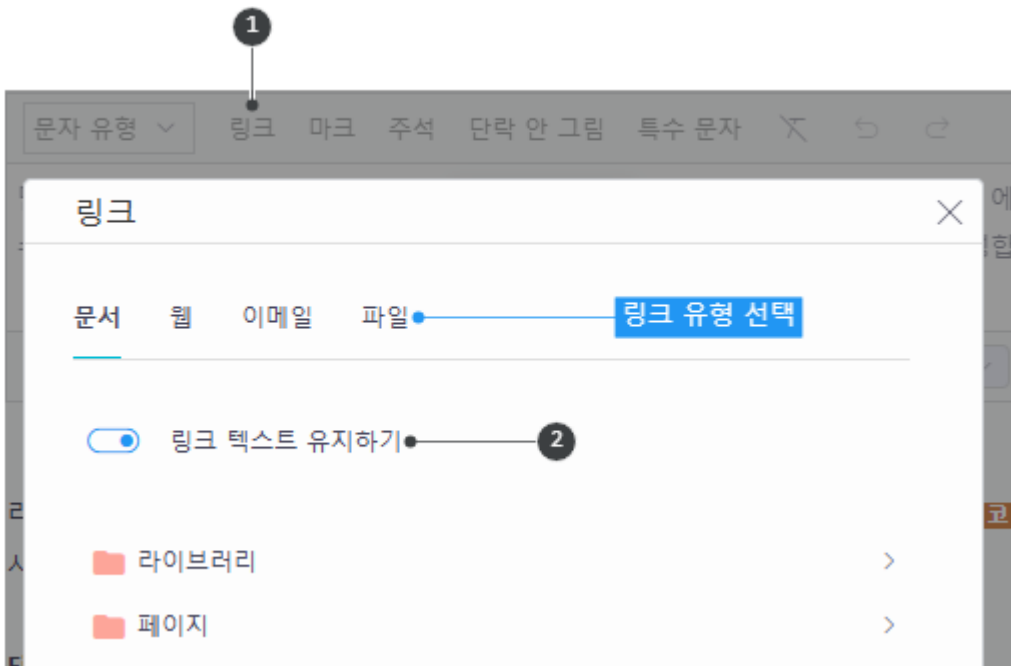 1
문자 유형 링크 마크 주석 단락 안 그림 특수 문자
에
링크
문서 웹 이메일 파일 링크 유형 선택
링크 텍스트 유지하기 2
코
라이브러리
페이지